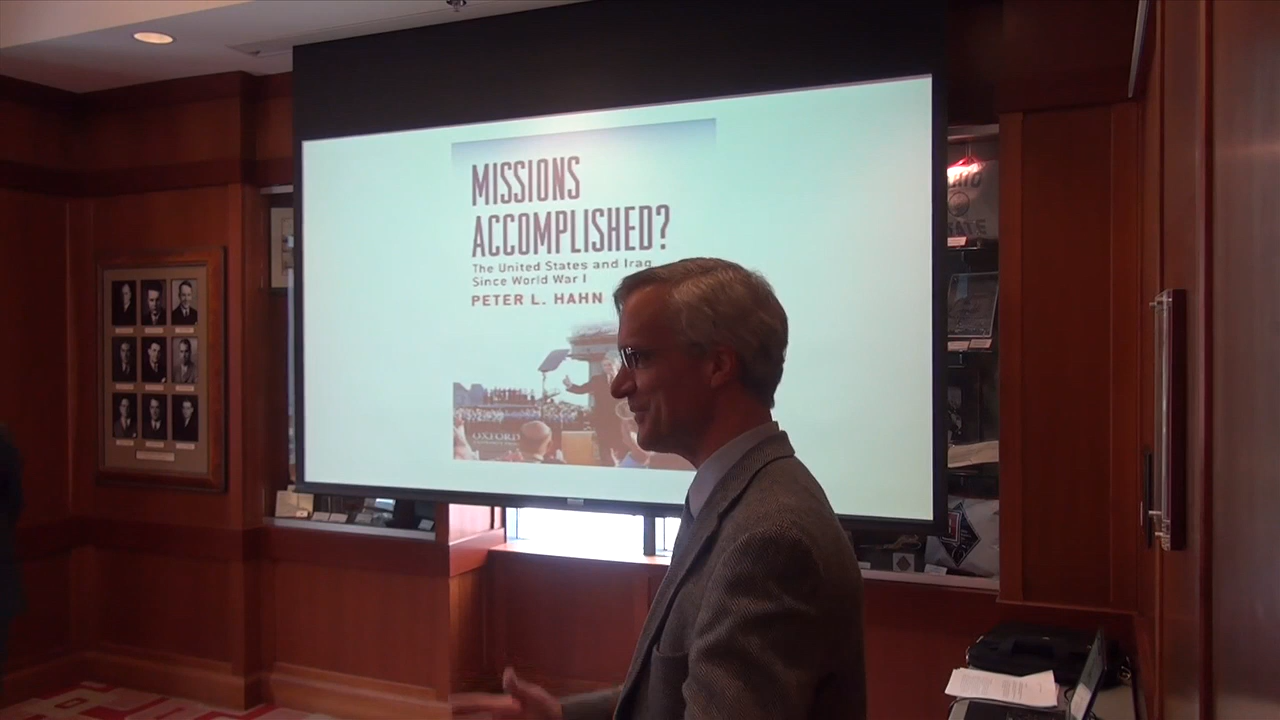 MISSIONS
ACCOMPLISHED?
The United States and Iraq
Since World War I
PETER L. HAHN
OXFORD